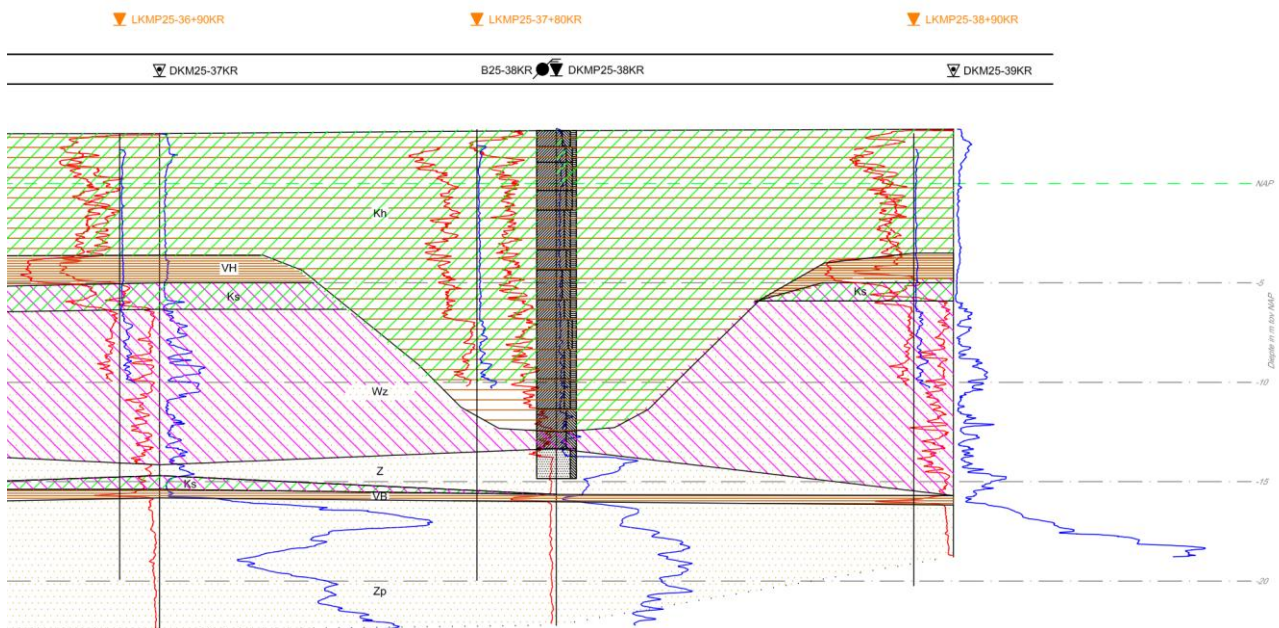 LKMP25-36+90KR
LKMP25-37+80KR
LKMP25-38+90KR
DKM25-37KR
B25-38KR
DKMP25-38KR
DKM25-39KR
NAP
Kh
VH
-5
Ks
Ks
Diepte in m tov NAP
-10
Wz
Z
-15
Ks
VB
-20
Zp